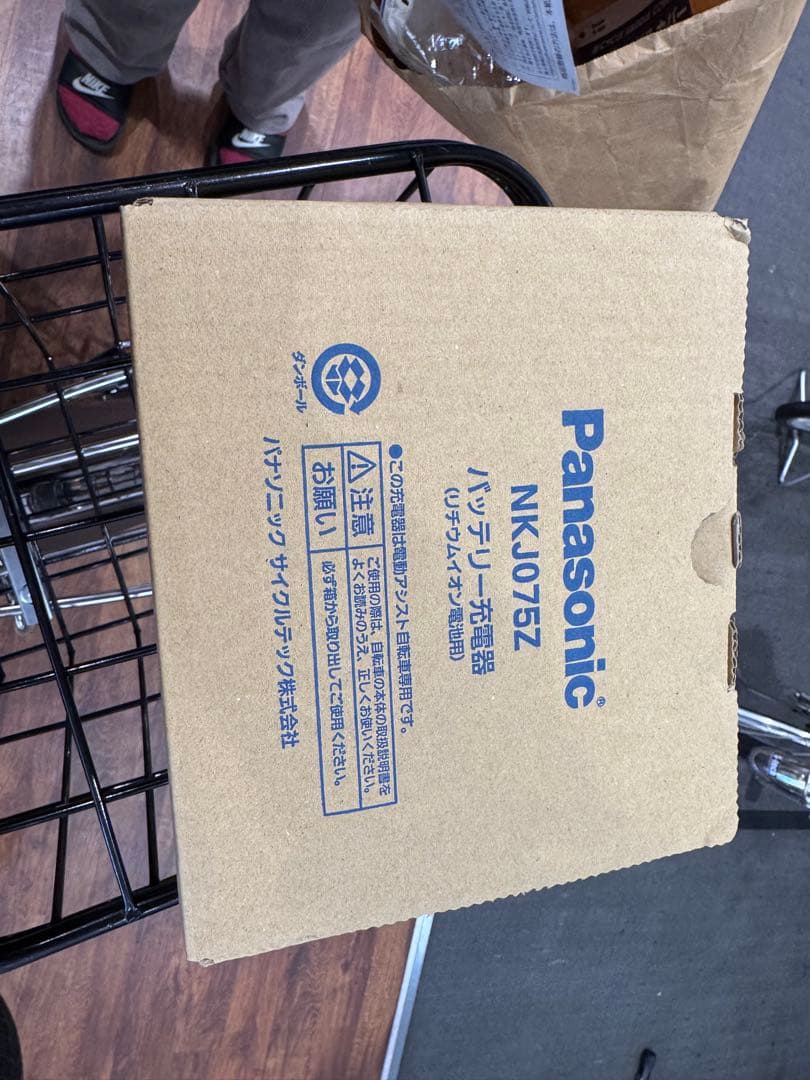 Panasonic®
NKJ075Z
バッテリー充電器
(リチウムイオン電池用)
●この充電器は電動アシスト自転車専用です。
注意
ご使用の際は、自転車の本体の取扱説明書を
よくお読みのうえ、正しくお使いください。
お願い
必ず箱から取り出してご使用ください。
ダンボール
パナソニック サイクルテック株式会社
NIKE
NIKE